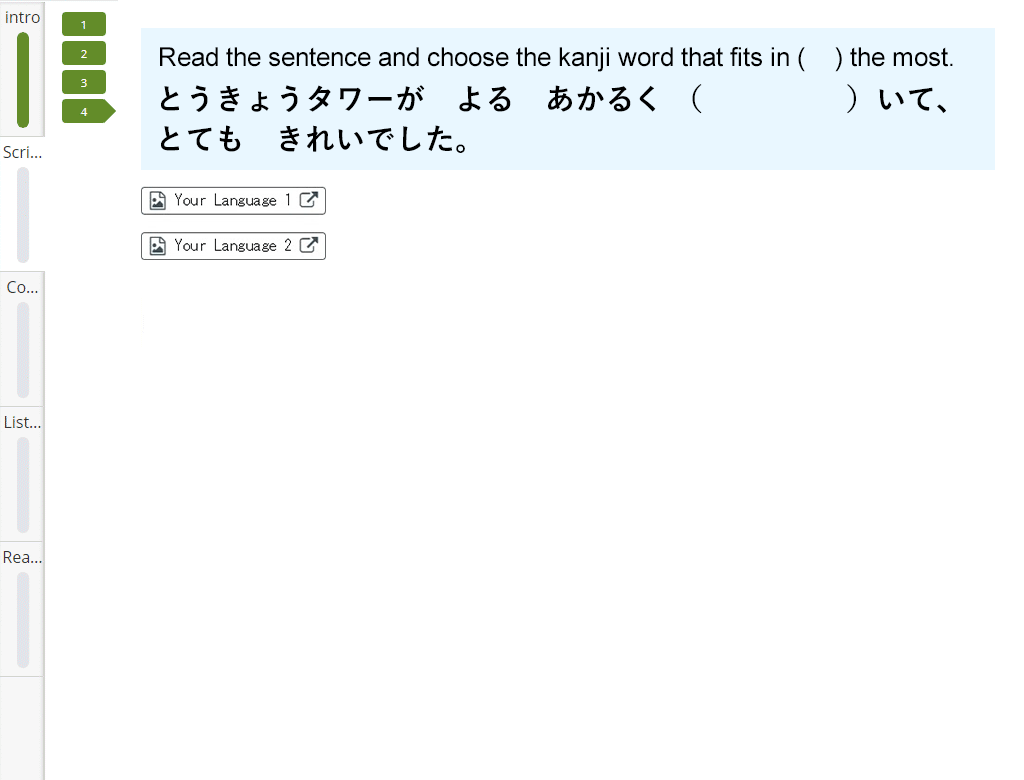 intro
1
2
3
4
Scri...
Co...
List...
Rea...
Read the sentence and choose the kanji word that fits in (    ) the most.
とうきょうタワーが　よる　あかるく　（　　　　　）いて、
とても　きれいでした。
Your Language 1
Your Language 2